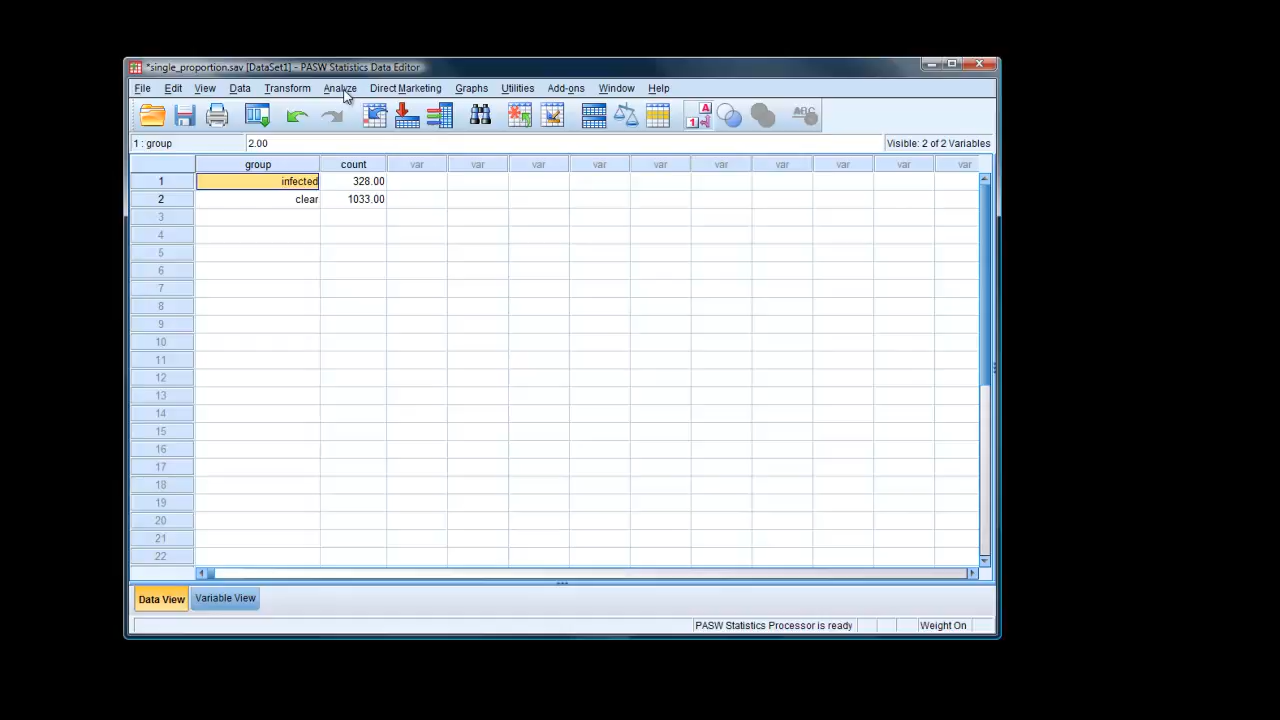 *single_proportion.sav [DataSet1] - PASW Statistics Data Editor
File Edit View Data Transform Analyze Direct Marketing Graphs Utilities Add-ons Window Help
A
1
ABC
1 : group 2.00 Visible: 2 of 2 Variables
group count var var var var var var var var var var
1 infected 328.00
2 clear 1033.00
3
4
5
6
7
8
9
10
11
12
13
14
15
16
17
18
19
20
21
22
Data View Variable View
PASW Statistics Processor is ready Weight On